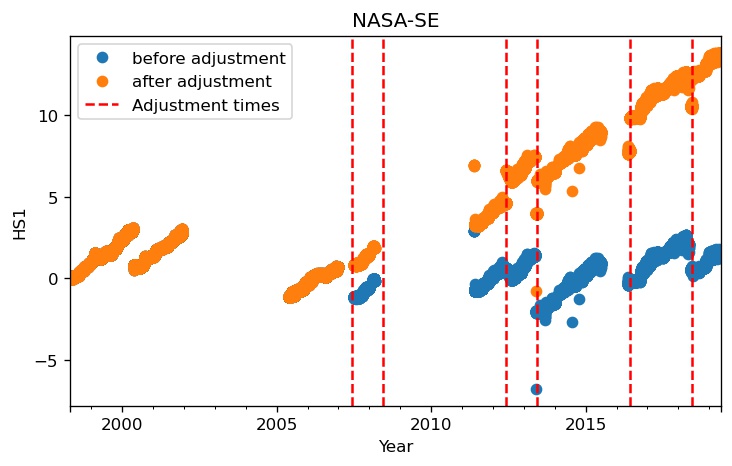 NASA-SE
before adjustment
after adjustment
Adjustment times
HS1
10
5
0
−5
2000
2005
2010
2015
Year